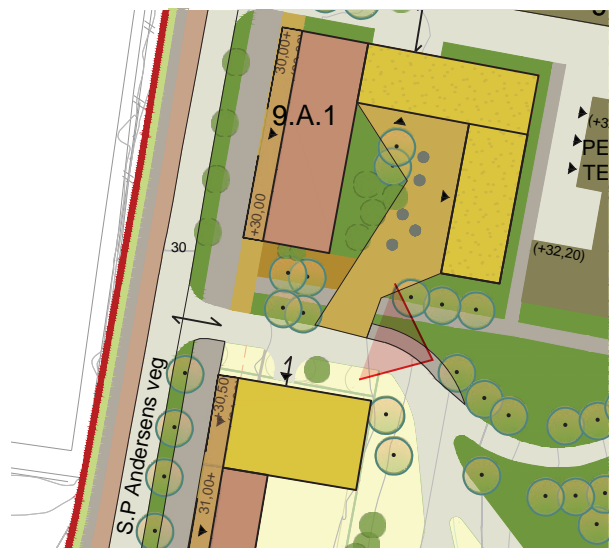 30,00+
9.A.1
(+3
PE
TE
+30,00
(+32,20)
30
S.P Andersens veg
+30,50
31,00+